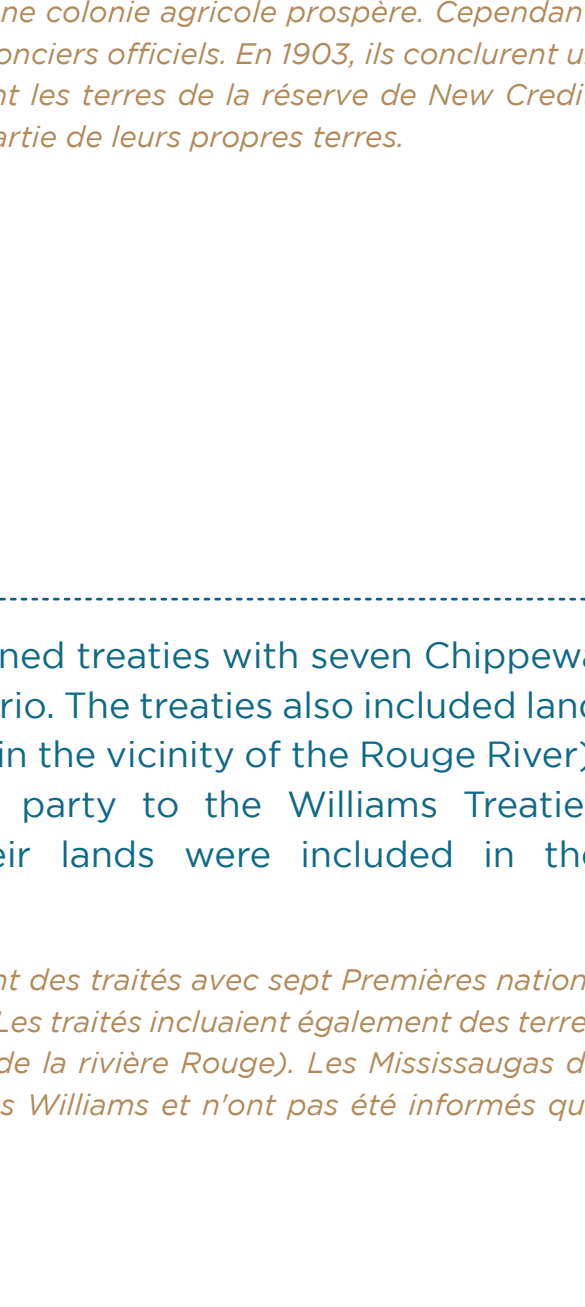 ne colonie agricole prospère. Cependan
onciers officiels. En 1903, ils conclurent u
nt les terres de la réserve de New Credi
artie de leurs propres terres.
ned treaties with seven Chippewa
rio. The treaties also included land
in the vicinity of the Rouge River)
party to the Williams Treatie
eir lands were included in the
nt des traités avec sept Premières nation
Les traités incluaient également des terre
de la rivière Rouge). Les Mississaugas d
s Williams et n'ont pas été informés qu